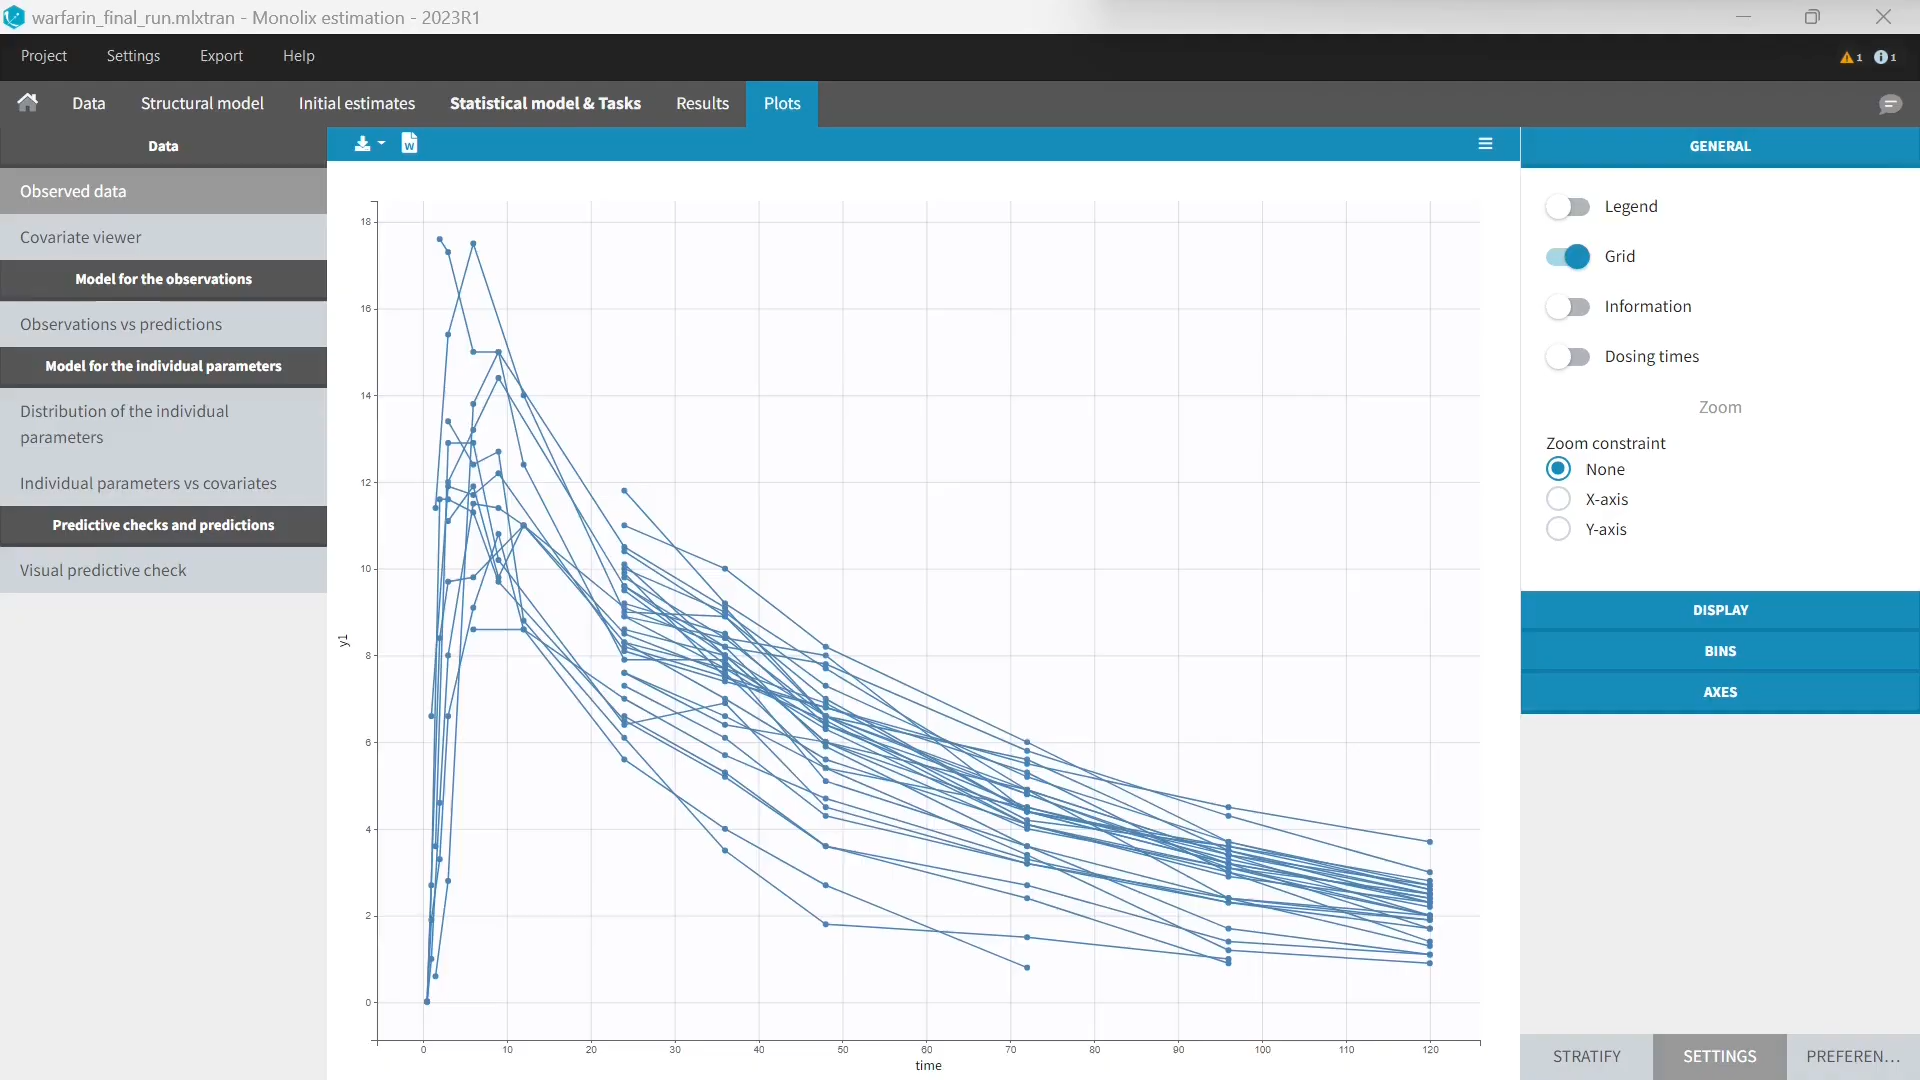 warfarin_final_run.mlxtran - Monolix estimation - 2023R1
Project Settings Export Help 1 1
Data Structural model Initial estimates Statistical model & Tasks Results Plots
Data
Observed data
Covariate viewer
Model for the observations
Observations vs predictions
Model for the individual parameters
Distribution of the individual
parameters
Individual parameters vs covariates
Predictive checks and predictions
Visual predictive check
W
18
16
14
12
10
8
6
4
2
0
y1
0 10 20 30 40 50 60 70 80 90 100 110 120
time
GENERAL
Legend
Grid
Information
Dosing times
Zoom
Zoom constraint
None
X-axis
Y-axis
DISPLAY
BINS
AXES
STRATIFY SETTINGS PREFEREN...